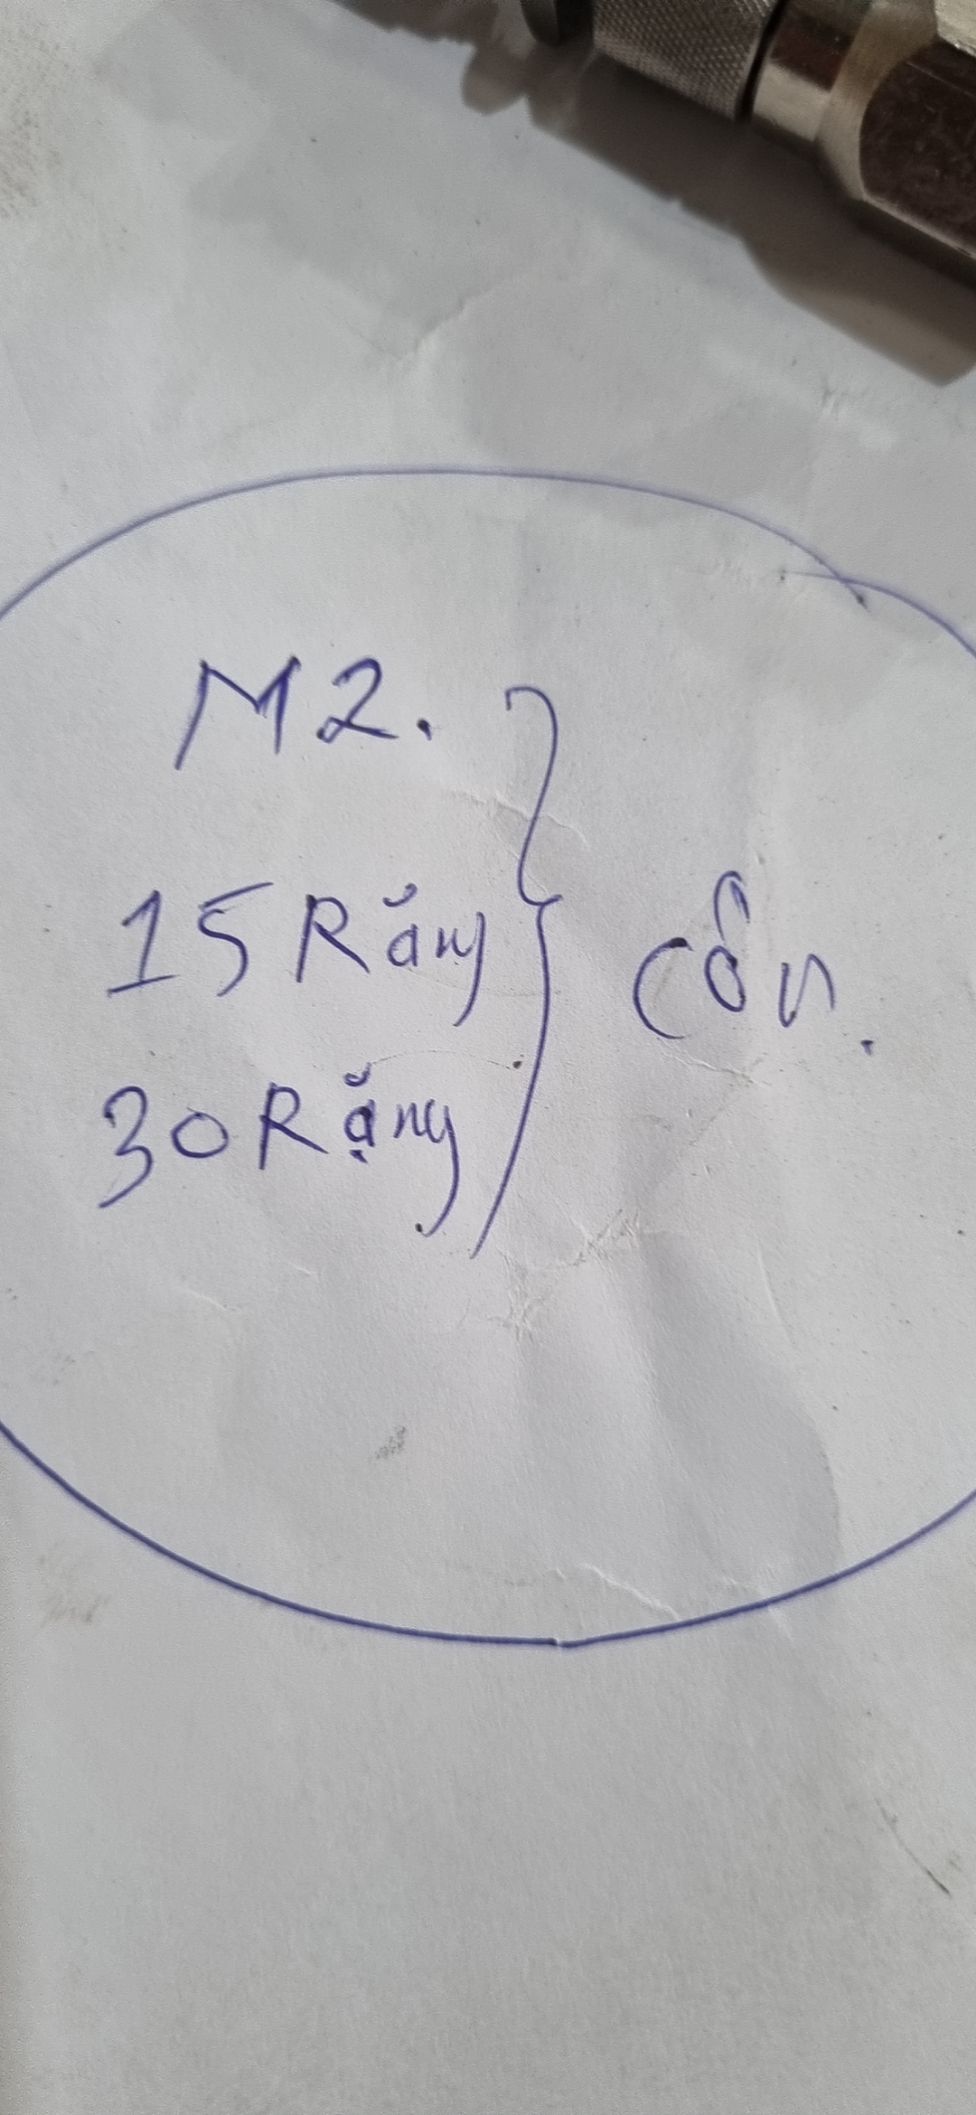 M2.
15 Răng
30 Rặng
Côn.